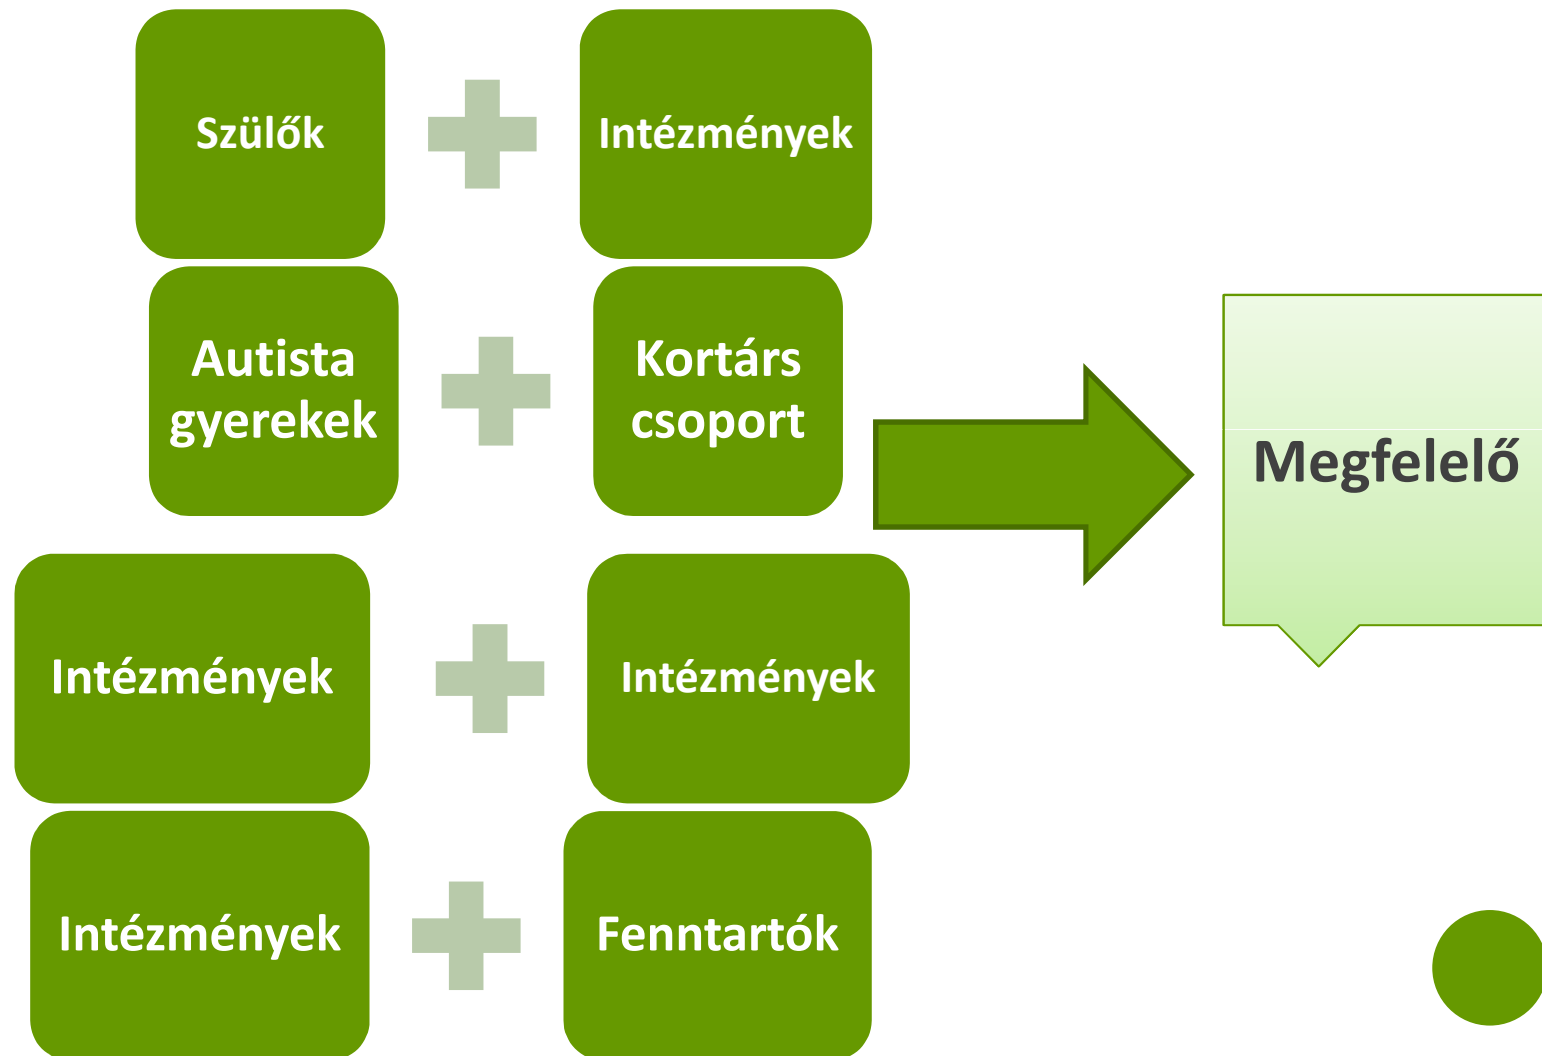 Szülők
Intézmények
Autista
gyerekek
Kortárs
csoport
Megfelelő
Intézmények
Intézmények
Intézmények
Fenntartók